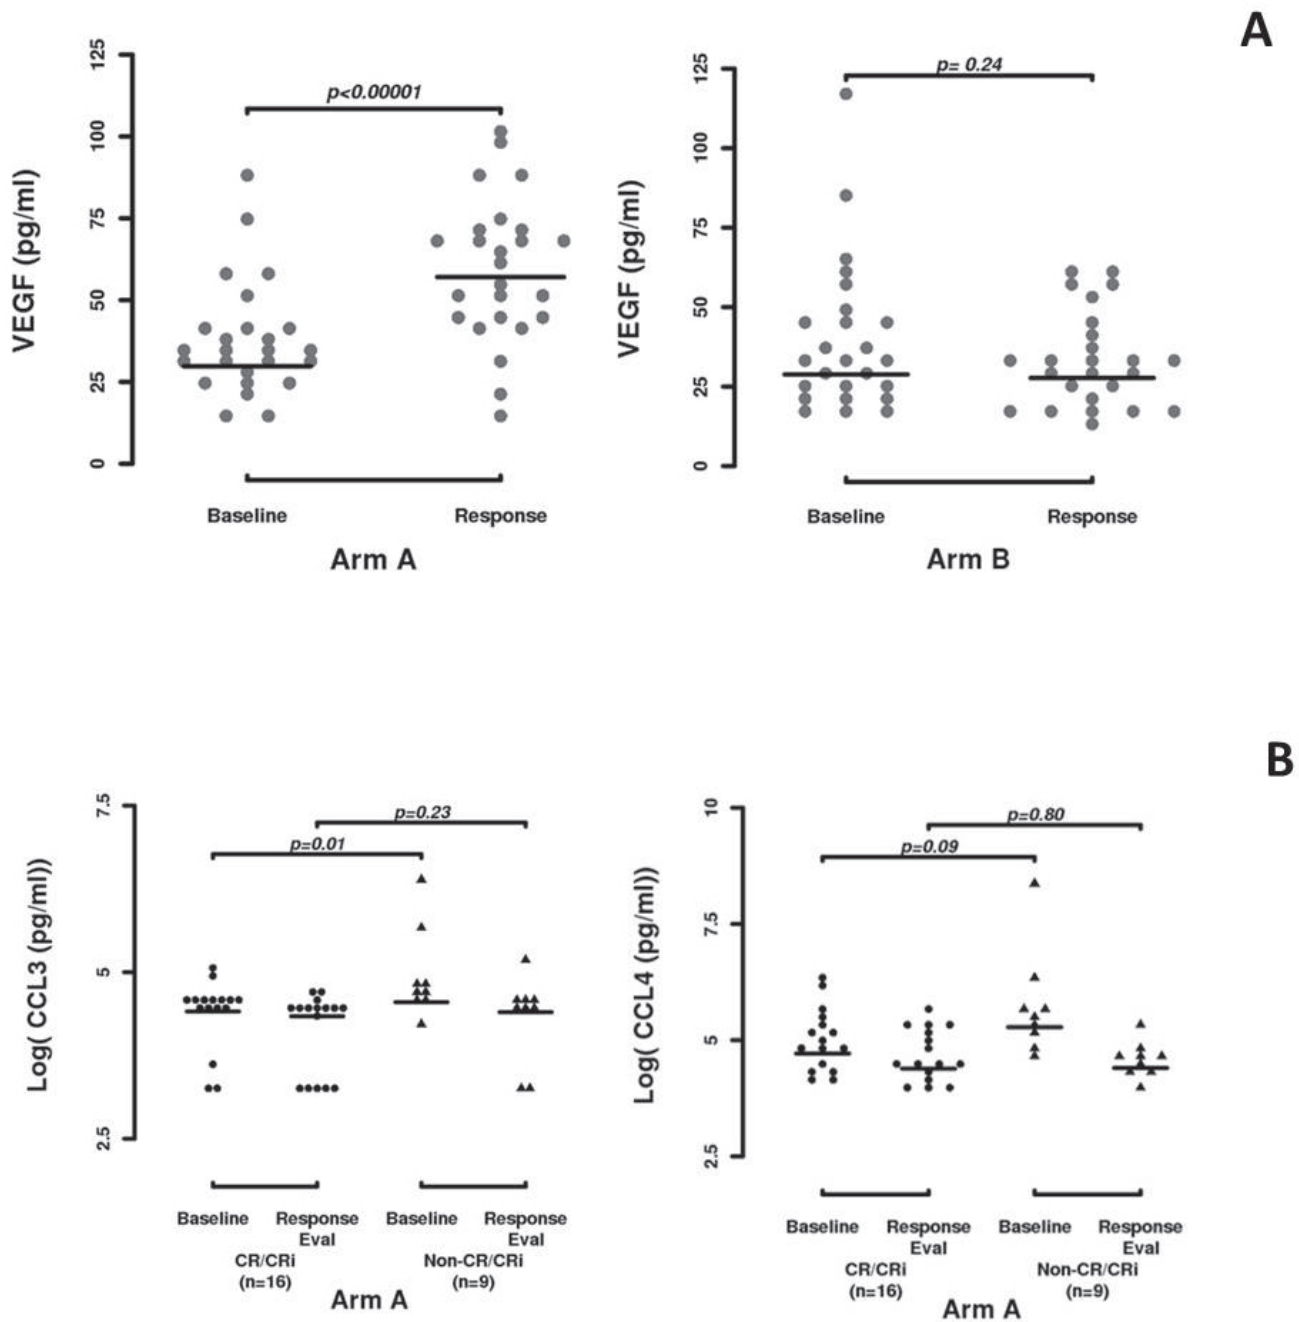 A
125
100
75
50
25
0
VEGF (pg/ml)
p<0.00001
Baseline
Response
Arm A
125
100
75
50
25
0
VEGF (pg/ml)
p= 0.24
Baseline
Response
Arm B
B
7.5
5
2.5
Log( CCL3 (pg/ml))
p=0.23
p=0.01
Baseline
Response
Eval
Baseline
Response
Eval
CR/CRi
(n=16)
Non-CR/CRi
(n=9)
Arm A
10
7.5
5
2.5
Log( CCL4 (pg/ml))
p=0.80
p=0.09
Baseline
Response
Eval
Baseline
Response
Eval
CR/CRi
(n=16)
Non-CR/CRi
(n=9)
Arm A